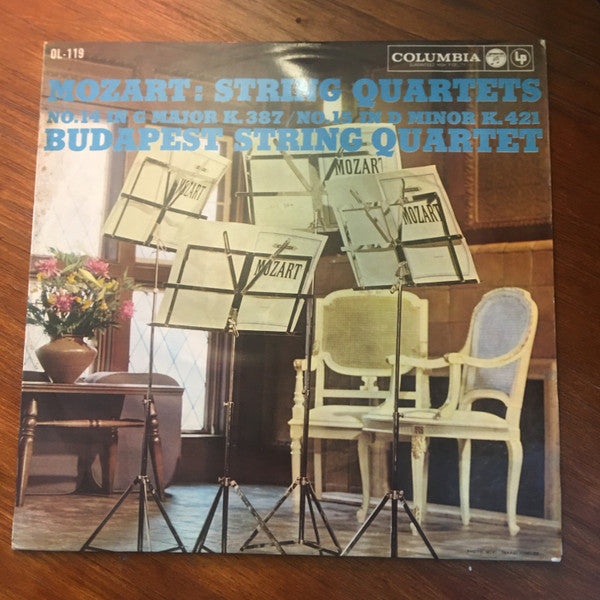 OL-119
COLUMBIA
LP
MOZART: STRING QUARTETS
NO.14 IN G MAJOR K.387/NO.15 IN D MINOR K.421
BUDAPEST STRING QUARTET
MOZART
MOZART
MOZART
MOZART